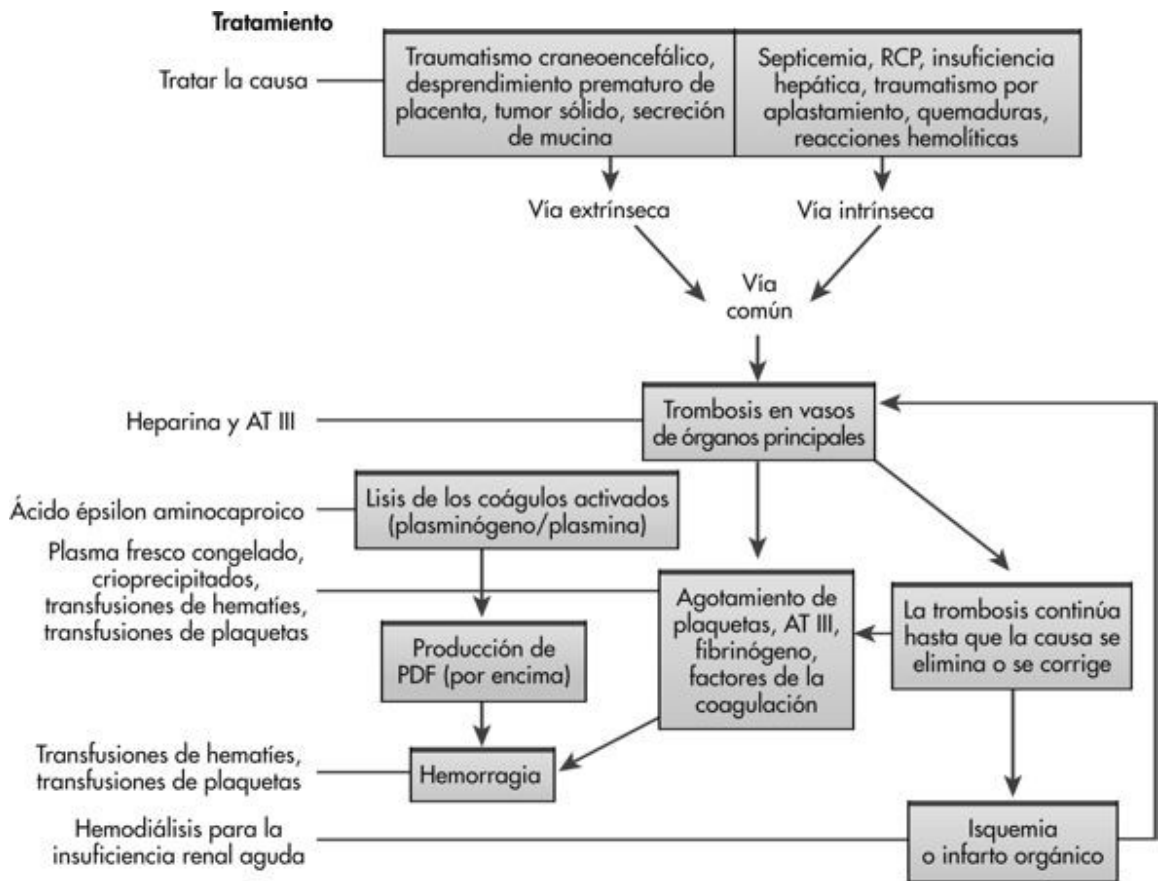 Tratamiento
Tratar la causa
Traumatismo craneoencefálico,
desprendimiento prematuro de
placenta, tumor sólido, secreción
de mucina
Septicemia, RCP, insuficiencia
hepática, traumatismo por
aplastamiento, quemaduras,
reacciones hemolíticas
Vía extrínseca
Vía intrínseca
Vía
común
Heparina y AT III
Trombosis en vasos
de órganos principales
Ácido épsilon aminocaproico
Lisis de los coágulos activados
(plasminógeno/plasmina)
Plasma fresco congelado,
crioprecipitados,
transfusiones de hematíes,
transfusiones de plaquetas
Agotamiento de
plaquetas, AT III,
fibrinógeno,
factores de la
coagulación
La trombosis continúa
hasta que la causa se
elimina o se corrige
Producción de
PDF (por encima)
Transfusiones de hematíes,
transfusiones de plaquetas
Hemorragia
Hemodiálisis para la
insuficiencia renal aguda
Isquemia
o infarto orgánico